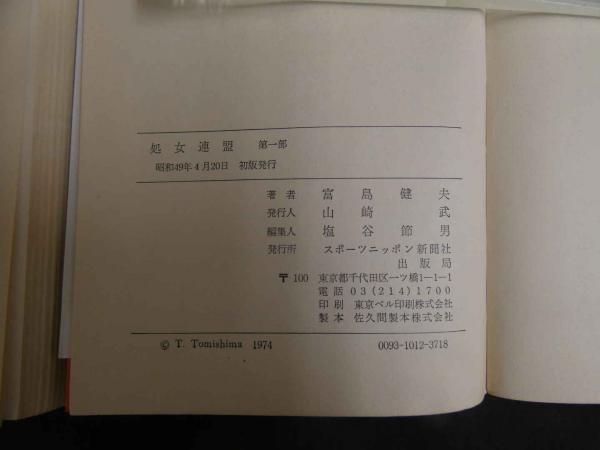 処女連盟 第一部
昭和49年4月20日 初版発行
著者 富島健夫
発行人 山崎武
編集人 塩谷節男
発行所 スポーツニッポン新聞社
出版局
〒100 東京都千代田区一ツ橋1—1—1
電話 03(214)1700
印刷 東京ベル印刷株式会社
製本 佐久間製本株式会社
© T. Tomishima 1974 0093-1012-3718